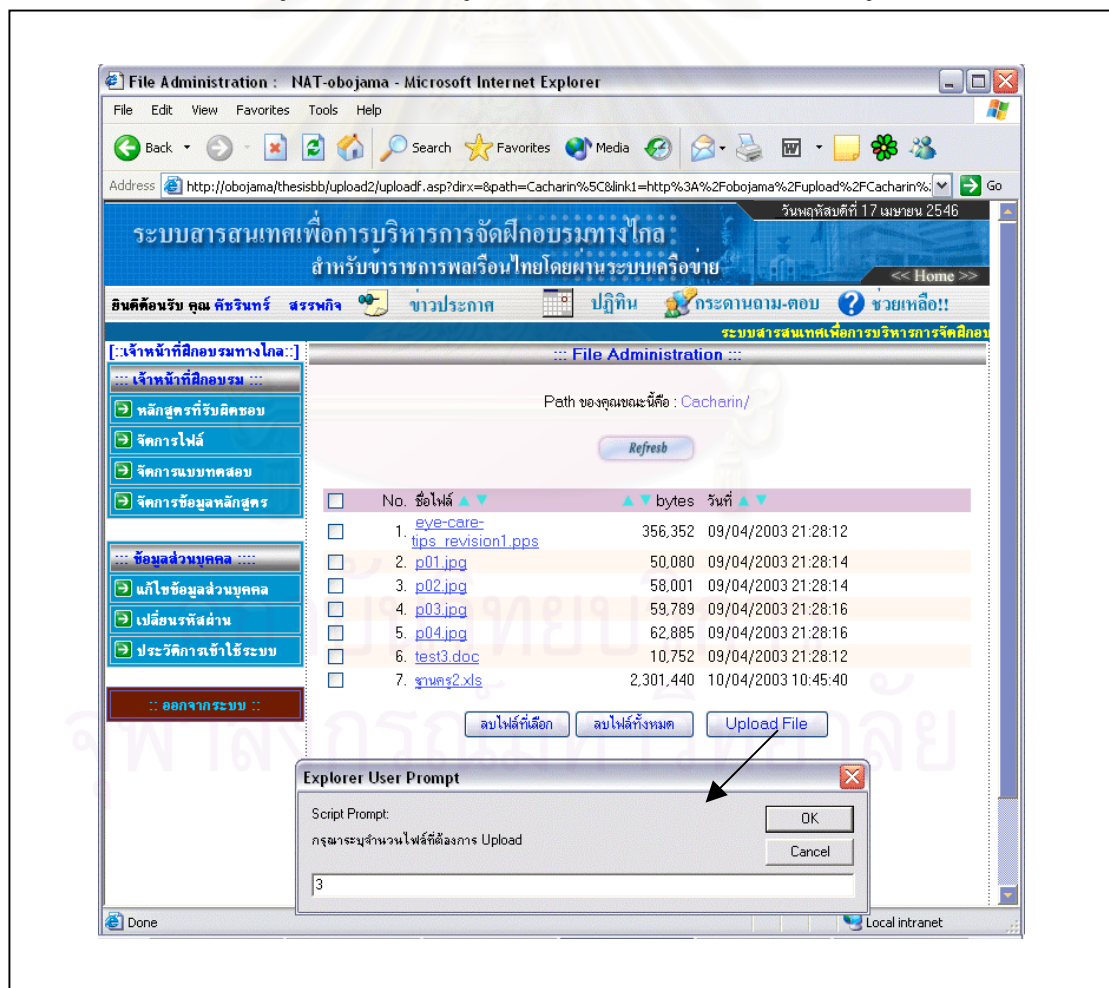 File Administration : NAT-obojama - Microsoft Internet Explorer
File Edit View Favorites Tools Help
Back Search Favorites Media
Address http://obojama/thesisbb/upload2/uploadf.asp?dirx=&path=Cacharin%5C&link1=http%3A%2Fobojama%2Fupload%2FCacharin% Go
วันพฤหัสบดีที่ 17 เมษายน 2546
ระบบสารสนเทศเพื่อการบริหารการจัดฝึกอบรมทางไกล
สำหรับข้าราชการพลเรือนไทยโดยผ่านระบบเครือข่าย
<< Home >>
ยินดีต้อนรับ คุณ คัชรินทร์ สรรพกิจ ข่าวประกาศ ปฏิทิน กระดานถาม-ตอบ ช่วยเหลือ!!
ระบบสารสนเทศเพื่อการบริหารการจัดฝึกอบ
[::เจ้าหน้าที่ฝึกอบรมทางไกล::]
::: File Administration :::
::: เจ้าหน้าที่ฝึกอบรม :::
หลักสูตรที่รับผิดชอบ
จัดการไฟล์
จัดการแบบทดสอบ
จัดการข้อมูลหลักสูตร
::: ข้อมูลส่วนบุคคล ::::
แก้ไขข้อมูลส่วนบุคคล
เปลี่ยนรหัสผ่าน
ประวัติการเข้าใช้ระบบ
:: ออกจากระบบ ::
Path ของคุณขณะนี้คือ : Cacharin/
Refresh
No. ชื่อไฟล์ ▲ ▼ ▲ ▼ bytes วันที่ ▲ ▼
1. eye-care-
tips_revision1.pps 356,352 09/04/2003 21:28:12
2. p01.jpg 50,080 09/04/2003 21:28:14
3. p02.jpg 58,001 09/04/2003 21:28:14
4. p03.jpg 59,789 09/04/2003 21:28:16
5. p04.jpg 62,885 09/04/2003 21:28:16
6. test3.doc 10,752 09/04/2003 21:28:12
7. ฐานคร2.xls 2,301,440 10/04/2003 10:45:40
ลบไฟล์ที่เลือก ลบไฟล์ทั้งหมด Upload File
Explorer User Prompt
Script Prompt: OK
กรุณาระบุจำนวนไฟล์ที่ต้องการ Upload
Cancel
3
Done Local intranet
จุฬาลงกรณ์มหาวิทยาลัย